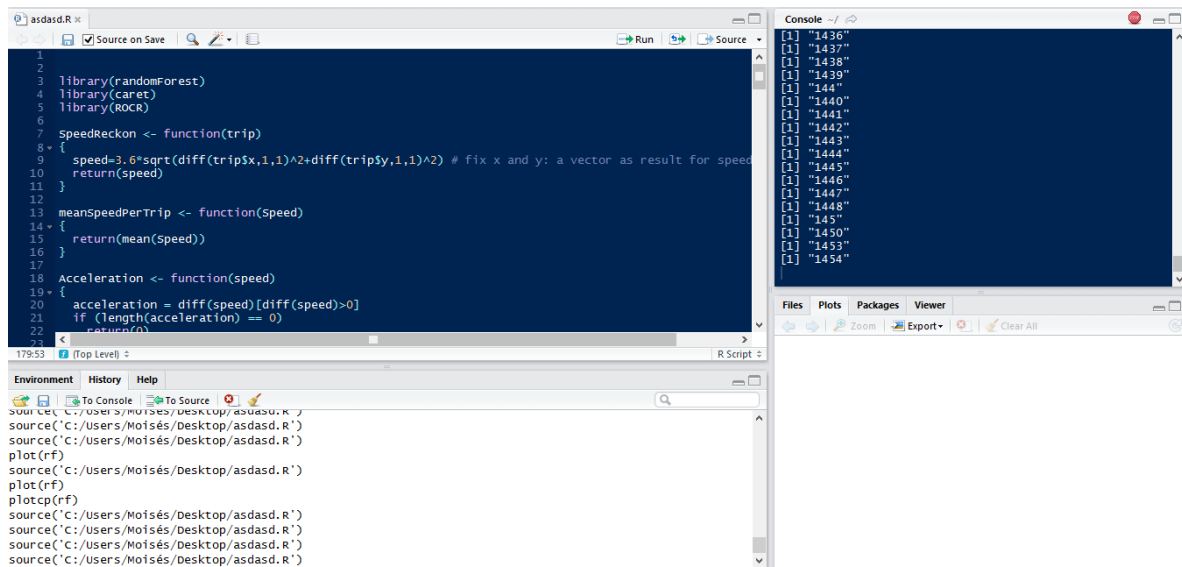 asdasd.R
Source on Save
Run
Source
1
2
3 library(randomForest)
4 library(caret)
5 library(ROCR)
6
7 SpeedReckon <- function(trip)
8 {
9 speed=3.6*sqrt(diff(trip$x,1,1)^2+diff(trip$y,1,1)^2) # fix x and y: a vector as result for speed
10 return(speed)
11 }
12
13 meanSpeedPerTrip <- function(Speed)
14 {
15 return(mean(Speed))
16 }
17
18 Acceleration <- function(speed)
19 {
20 acceleration = diff(speed)[diff(speed)>0]
21 if (length(acceleration) == 0)
22 return(0)
23
179:53 (Top Level) R Script
Environment History Help
To Console To Source
source('C:/Users/Moisés/Desktop/asdasd.R')
source('C:/Users/Moisés/Desktop/asdasd.R')
source('C:/Users/Moisés/Desktop/asdasd.R')
plot(rf)
source('C:/Users/Moisés/Desktop/asdasd.R')
plot(rf)
plotcp(rf)
source('C:/Users/Moisés/Desktop/asdasd.R')
source('C:/Users/Moisés/Desktop/asdasd.R')
source('C:/Users/Moisés/Desktop/asdasd.R')
source('C:/Users/Moisés/Desktop/asdasd.R')
Console ~/
[1] "1436"
[1] "1437"
[1] "1438"
[1] "1439"
[1] "144"
[1] "1440"
[1] "1441"
[1] "1442"
[1] "1443"
[1] "1444"
[1] "1445"
[1] "1446"
[1] "1447"
[1] "1448"
[1] "145"
[1] "1450"
[1] "1453"
[1] "1454"
Files Plots Packages Viewer
Zoom Export Clear All